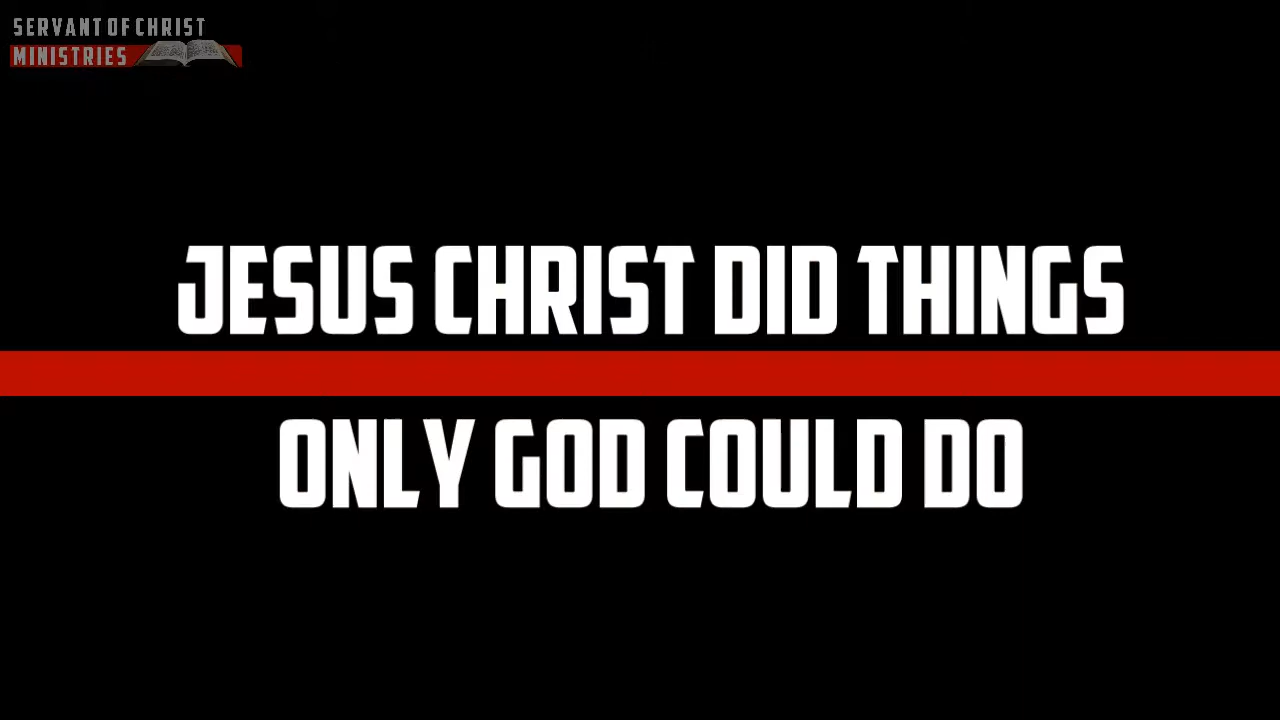 SERVANT OF CHRIST
MINISTRIES
JESUS CHRIST DID THINGS
ONLY GOD COULD DO